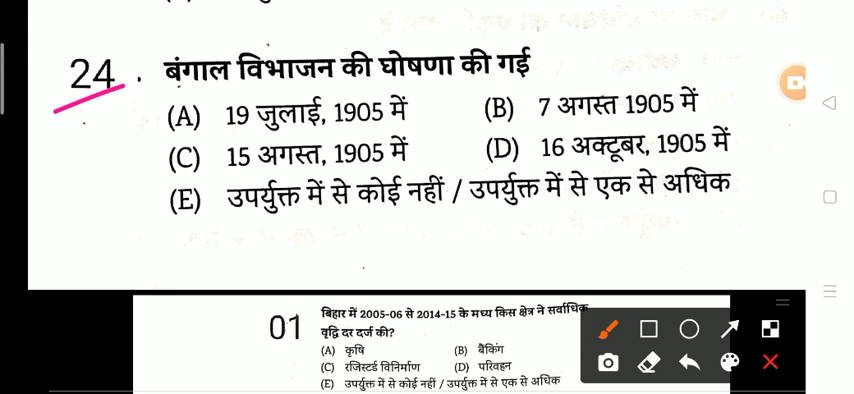 24. बंगाल विभाजन की घोषणा की गई
(A) 19 जुलाई, 1905 में (B) 7 अगस्त 1905 में
(C) 15 अगस्त, 1905 में (D) 16 अक्टूबर, 1905 में
(E) उपर्युक्त में से कोई नहीं / उपर्युक्त में से एक से अधिक
01 बिहार में 2005-06 से 2014-15 के मध्य किस क्षेत्र ने सर्वाधिक
वृद्धि दर दर्ज की?
(A) कृषि (B) बैंकिंग
(C) रजिस्टर्ड विनिर्माण (D) परिवहन
(E) उपर्युक्त में से कोई नहीं / उपर्युक्त में से एक से अधिक